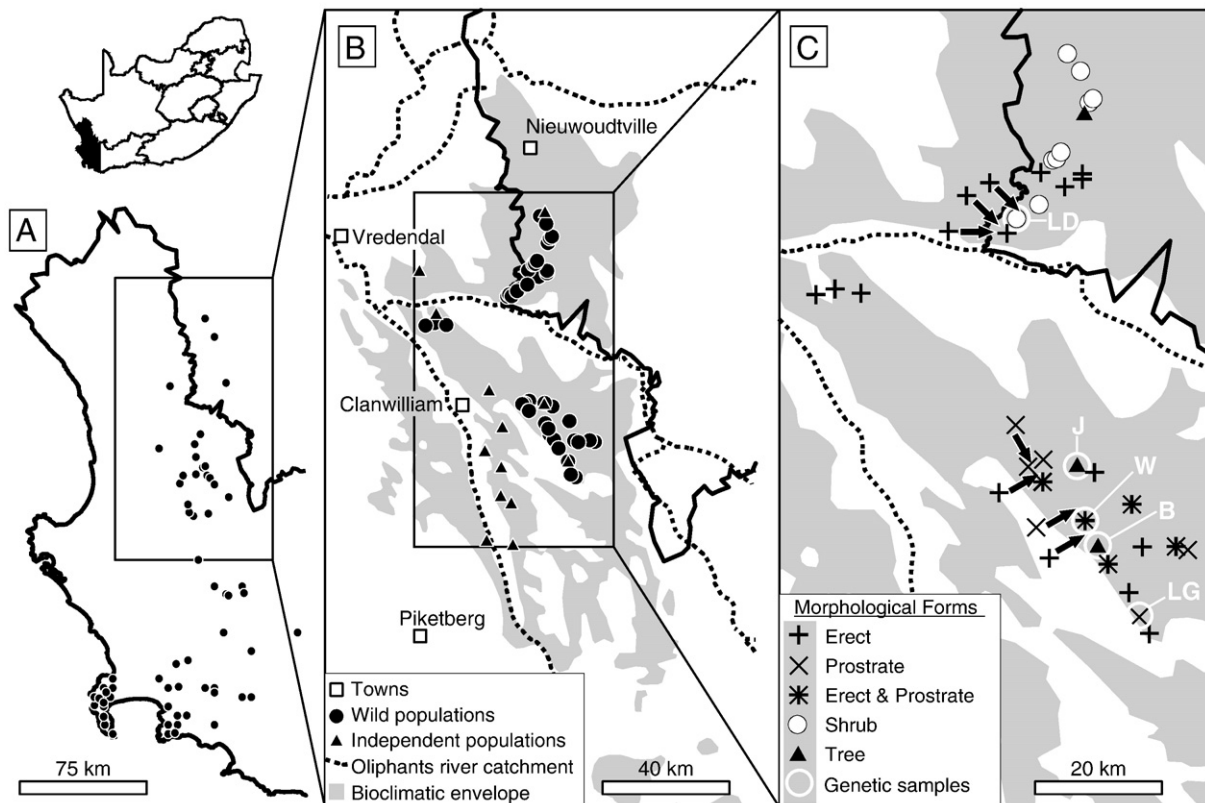 A
75 km
B
Nieuwoudtville
Vredendal
Clanwilliam
Piketberg
Towns
Wild populations
Independent populations
Oliphants river catchment
Bioclimatic envelope
40 km
C
LD
J
W
B
LG
Morphological Forms
Erect
Prostrate
Erect & Prostrate
Shrub
Tree
Genetic samples
20 km